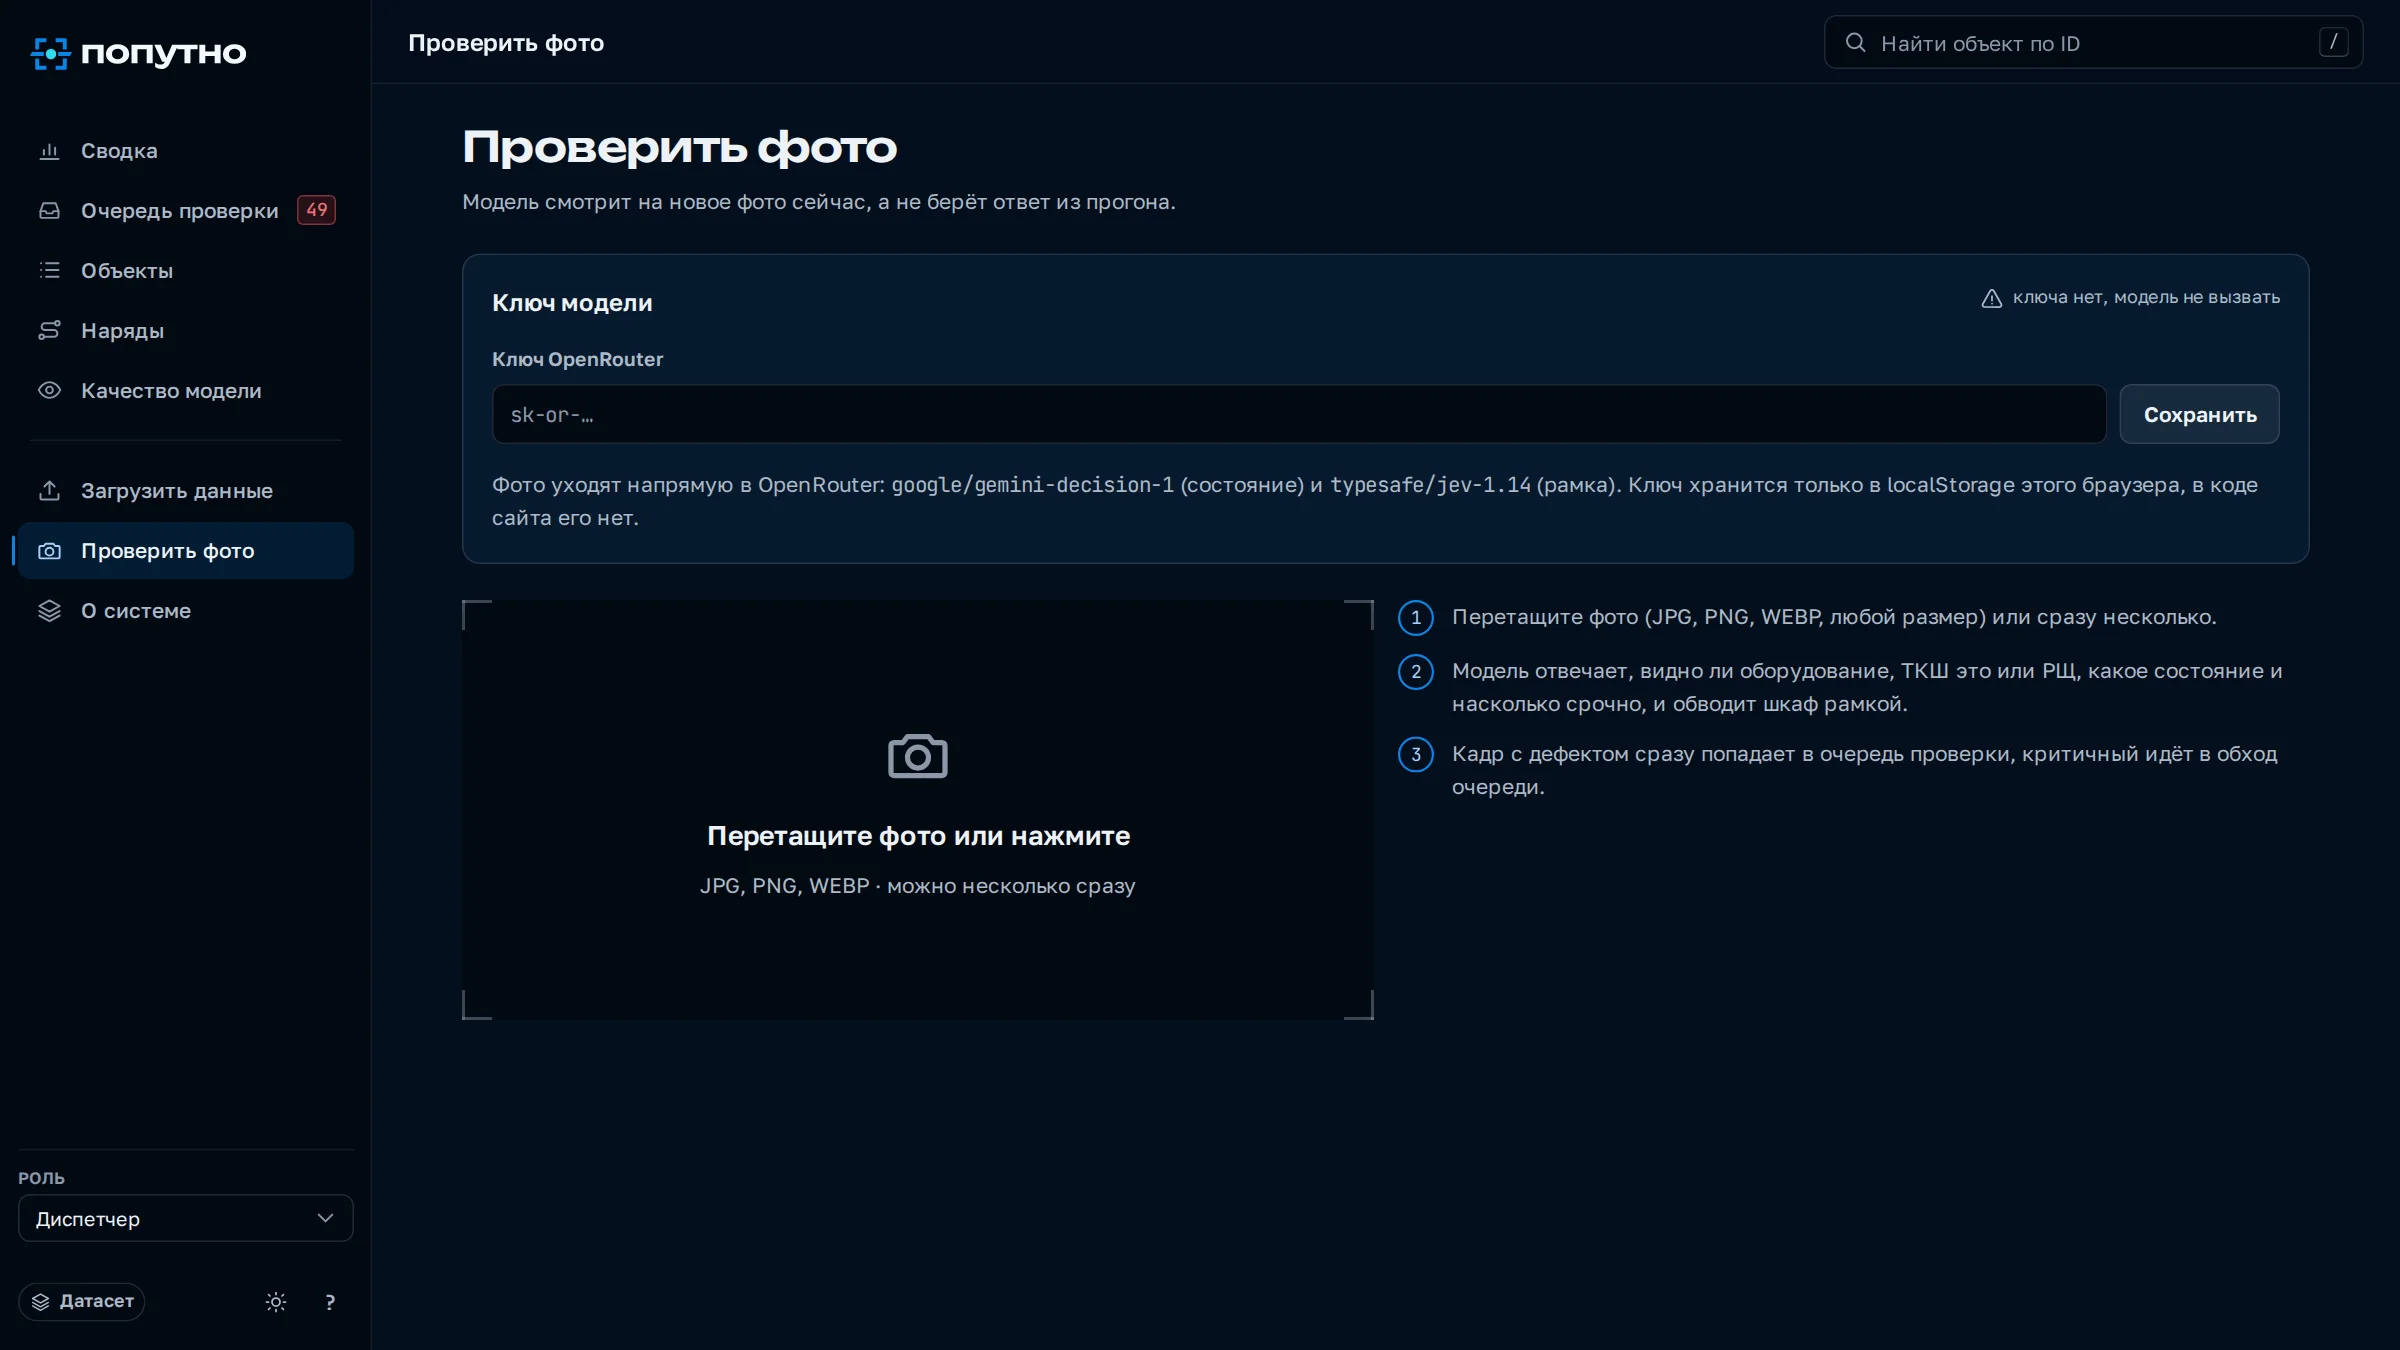 ПОПУТНО
Сводка
Очередь проверки 49
Объекты
Наряды
Качество модели
Загрузить данные
Проверить фото
О системе
РОЛЬ
Диспетчер
Датасет
?
Проверить фото
Найти объект по ID
/
Проверить фото
Модель смотрит на новое фото сейчас, а не берёт ответ из прогона.
Ключ модели
ключа нет, модель не вызвать
Ключ OpenRouter
sk-or-…
Сохранить
Фото уходят напрямую в OpenRouter: google/gemini-decision-1 (состояние) и typesafe/jev-1.14 (рамка). Ключ хранится только в localStorage этого браузера, в коде
сайта его нет.
Перетащите фото или нажмите
JPG, PNG, WEBP · можно несколько сразу
1 Перетащите фото (JPG, PNG, WEBP, любой размер) или сразу несколько.
2 Модель отвечает, видно ли оборудование, ТКШ это или РЩ, какое состояние и
насколько срочно, и обводит шкаф рамкой.
3 Кадр с дефектом сразу попадает в очередь проверки, критичный идёт в обход
очереди.